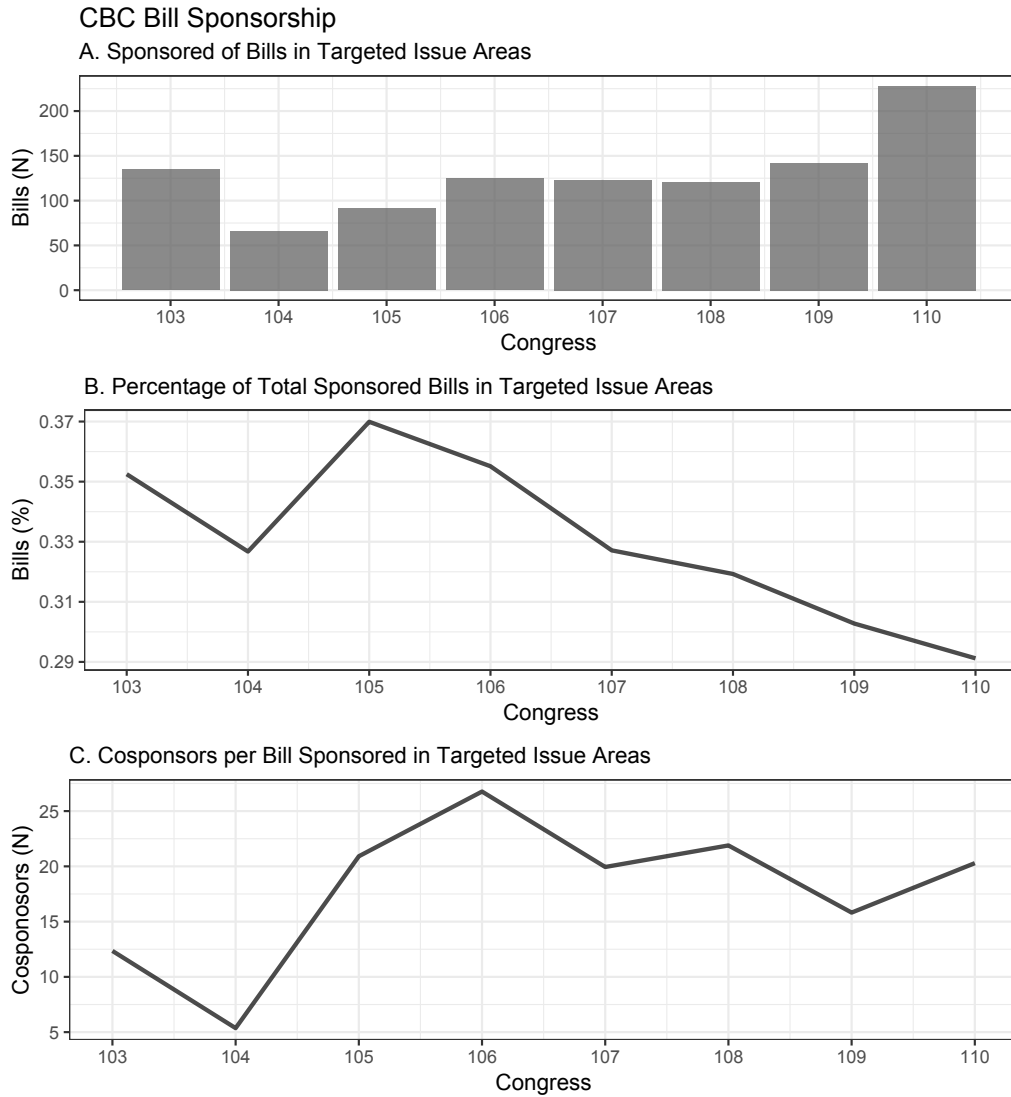 CBC Bill Sponsorship
A. Sponsored of Bills in Targeted Issue Areas
Bills (N)
200
150
100
50
0
103 104 105 106 107 108 109 110
Congress
B. Percentage of Total Sponsored Bills in Targeted Issue Areas
Bills (%)
0.37
0.35
0.33
0.31
0.29
103 104 105 106 107 108 109 110
Congress
C. Cosponsors per Bill Sponsored in Targeted Issue Areas
Cosponosors (N)
25
20
15
10
5
103 104 105 106 107 108 109 110
Congress